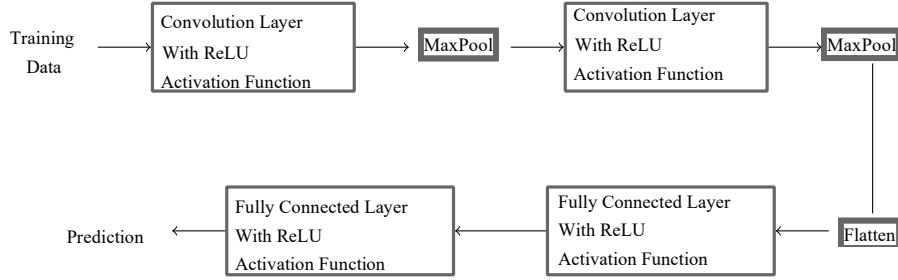 Training
Data
Convolution Layer
With ReLU
Activation Function
MaxPool
Convolution Layer
With ReLU
Activation Function
MaxPool
Flatten
Fully Connected Layer
With ReLU
Activation Function
Fully Connected Layer
With ReLU
Activation Function
Prediction